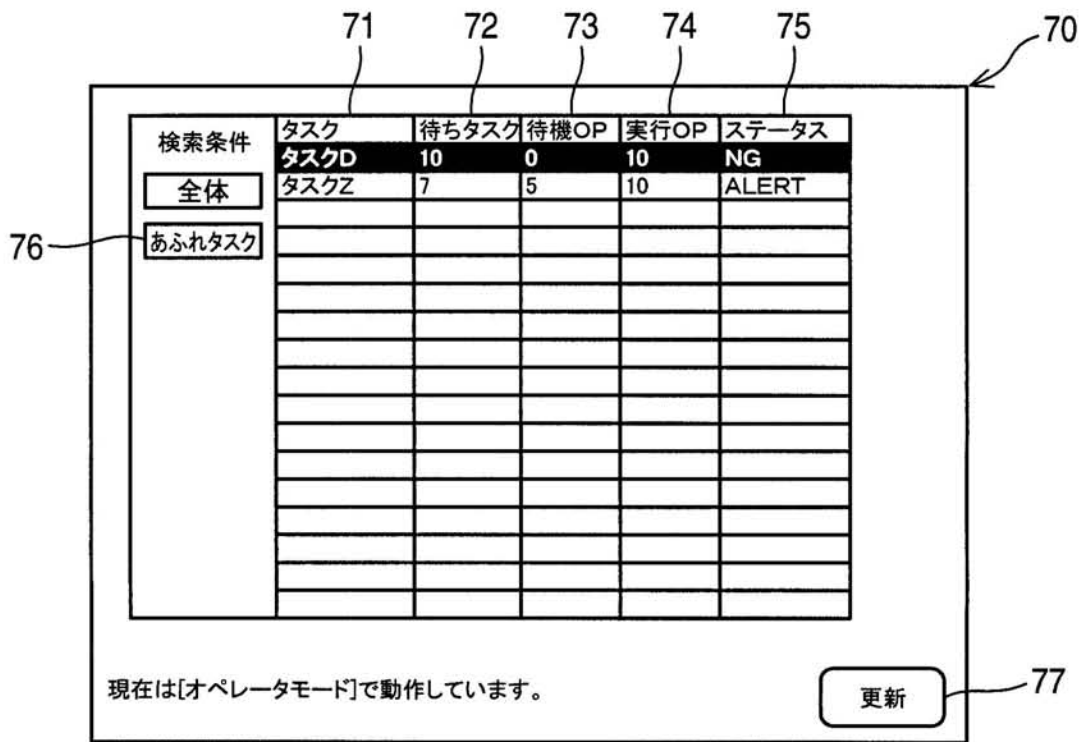 71 72 73 74 75
70
検索条件
全体
あふれタスク
76
タスク 待ちタスク 待機OP 実行OP ステータス
タスクD 10 0 10 NG
タスクZ 7 5 10 ALERT
現在は[オペレータモード]で動作しています。
更新
77